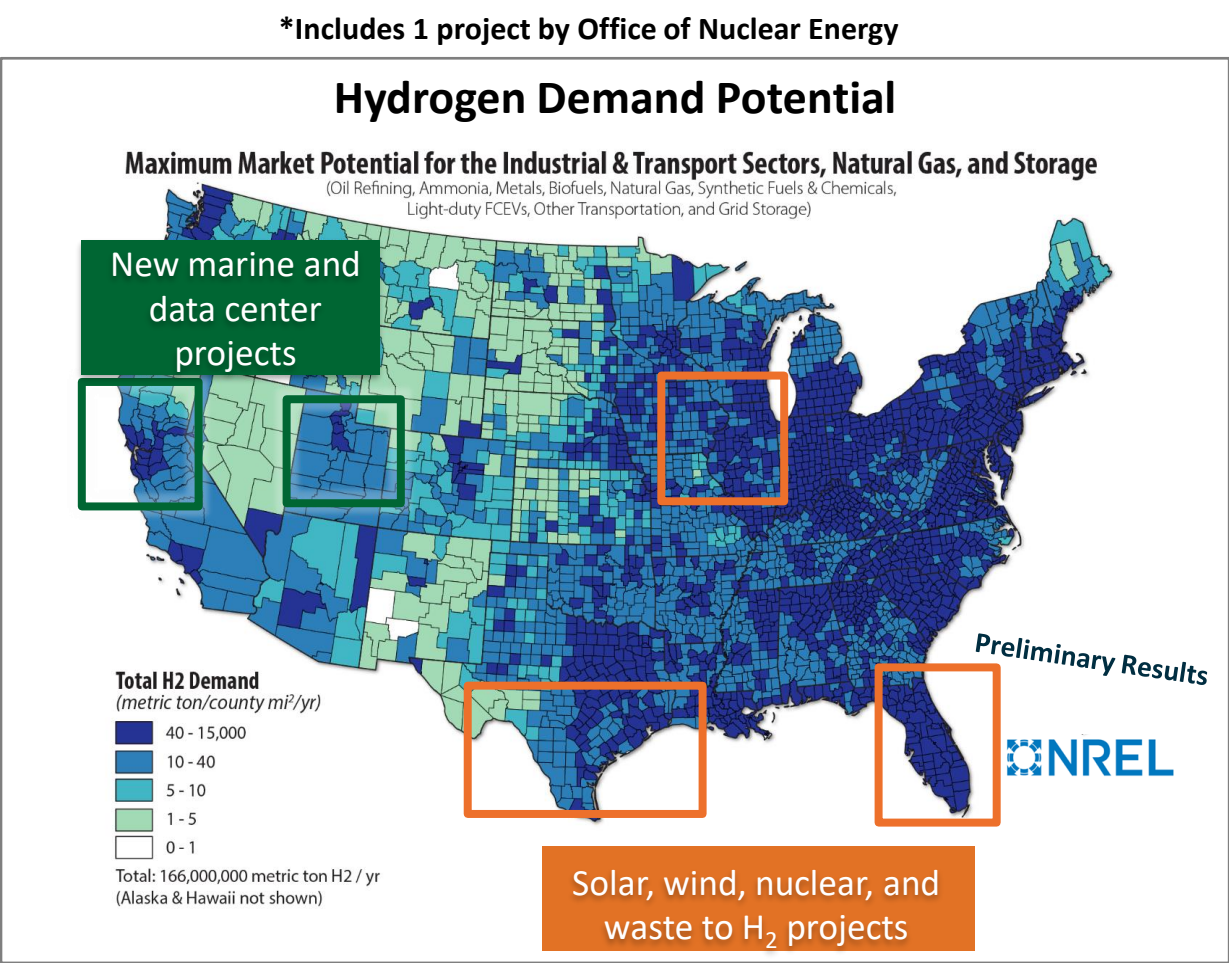 *Includes 1 project by Office of Nuclear Energy
Hydrogen Demand Potential
Maximum Market Potential for the Industrial & Transport Sectors, Natural Gas, and Storage
(Oil Refining, Ammonia, Metals, Biofuels, Natural Gas, Synthetic Fuels & Chemicals,
Light-duty FCEVs, Other Transportation, and Grid Storage)
New marine and
data center
projects
Preliminary Results
NREL
Total H2 Demand
(metric ton/county mi²/yr)
40 - 15,000
10 - 40
5 - 10
1 - 5
0 - 1
Total: 166,000,000 metric ton H2 / yr
(Alaska & Hawaii not shown)
Solar, wind, nuclear, and
waste to H₂ projects